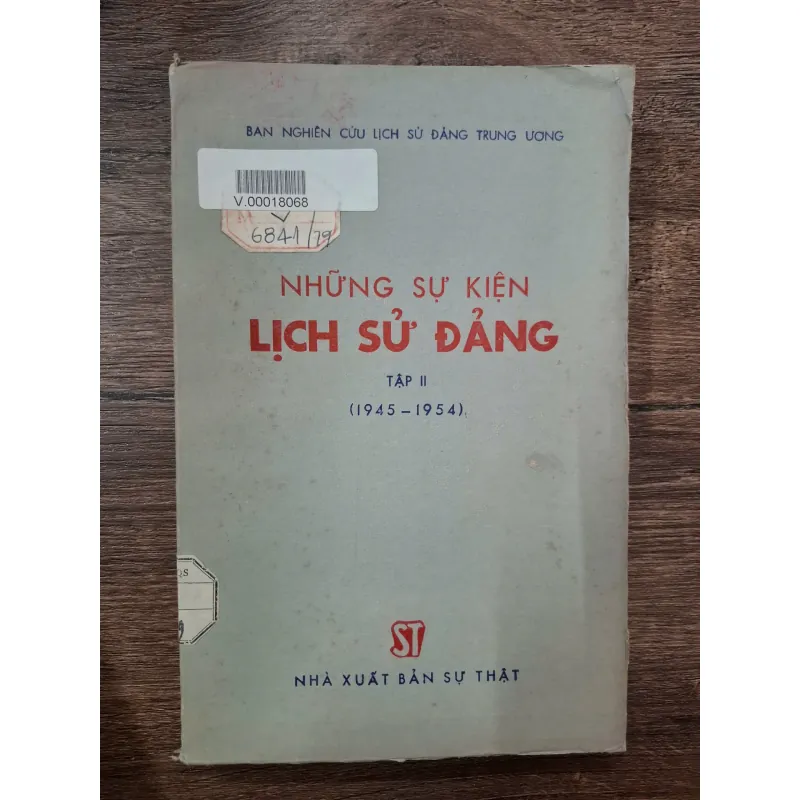 BAN NGHIÊN CỨU LỊCH SỬ ĐẢNG TRUNG ƯƠNG
V.00018068
V
6841/79
NHỮNG SỰ KIỆN
LỊCH SỬ ĐẢNG
TẬP II
(1945-1954)
QS
ST
NHÀ XUẤT BẢN SỰ THẬT